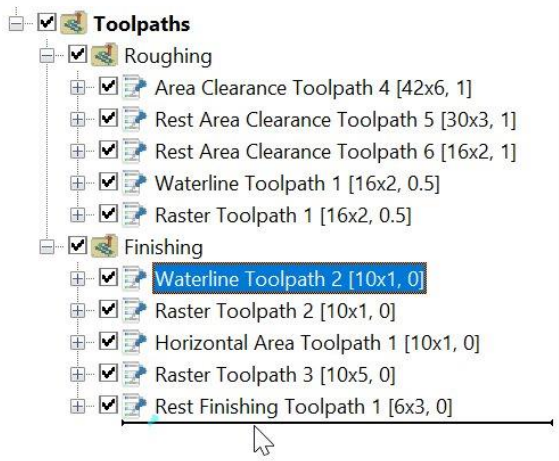 Toolpaths
Roughing
Area Clearance Toolpath 4 [42x6, 1]
Rest Area Clearance Toolpath 5 [30x3, 1]
Rest Area Clearance Toolpath 6 [16x2, 1]
Waterline Toolpath 1 [16x2, 0.5]
Raster Toolpath 1 [16x2, 0.5]
Finishing
Waterline Toolpath 2 [10x1, 0]
Raster Toolpath 2 [10x1, 0]
Horizontal Area Toolpath 1 [10x1, 0]
Raster Toolpath 3 [10x5, 0]
Rest Finishing Toolpath 1 [6x3, 0]